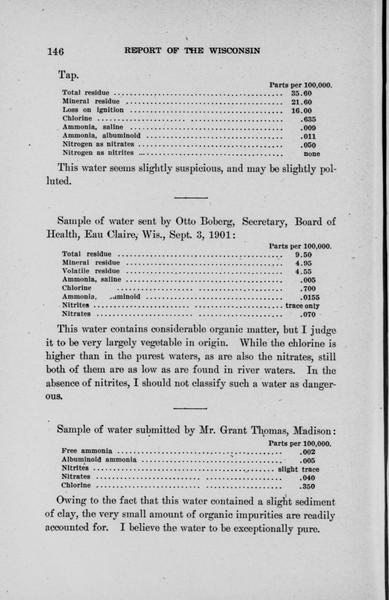 146 REPORT OF THE WISCONSIN
Tap.
Parts per 100,000.
Total residue ................................ 35.60
Mineral residue ................................ 21.60
Loss on ignition ................................ 16.00
Chlorine ................................ .635
Ammonia, saline ................................ .009
Ammonia, albuminoid ................................ .011
Nitrogen as nitrates ................................ .050
Nitrogen as nitrites ................................ none
This water seems slightly suspicious, and may be slightly pol-
luted.
Sample of water sent by Otto Boberg, Secretary, Board of
Health, Eau Claire, Wis., Sept. 3, 1901:
Parts per 100,000.
Total residue ................................ 9.50
Mineral residue ................................ 4.95
Volatile residue ................................ 4.55
Ammonia, saline ................................ .005
Chlorine ................................ .700
Ammonia, uminoid ................................ .0155
Nitrites ................................ trace only
Nitrates ................................ .070
This water contains considerable organic matter, but I judge
it to be very largely vegetable in origin. While the chlorine is
higher than in the purest waters, as are also the nitrates, still
both of them are as low as are found in river waters. In the
absence of nitrites, I should not classify such a water as danger-
ous.
Sample of water submitted by Mr. Grant Thomas, Madison:
Parts per 100,000.
Free ammonia ................................ .002
Albuminoid ammonia ................................ .005
Nitrites ................................ slight trace
Nitrates ................................ .040
Chlorine ................................ .350
Owing to the fact that this water contained a slight sediment
of clay, the very small amount of organic impurities are readily
accounted for. I believe the water to be exceptionally pure.